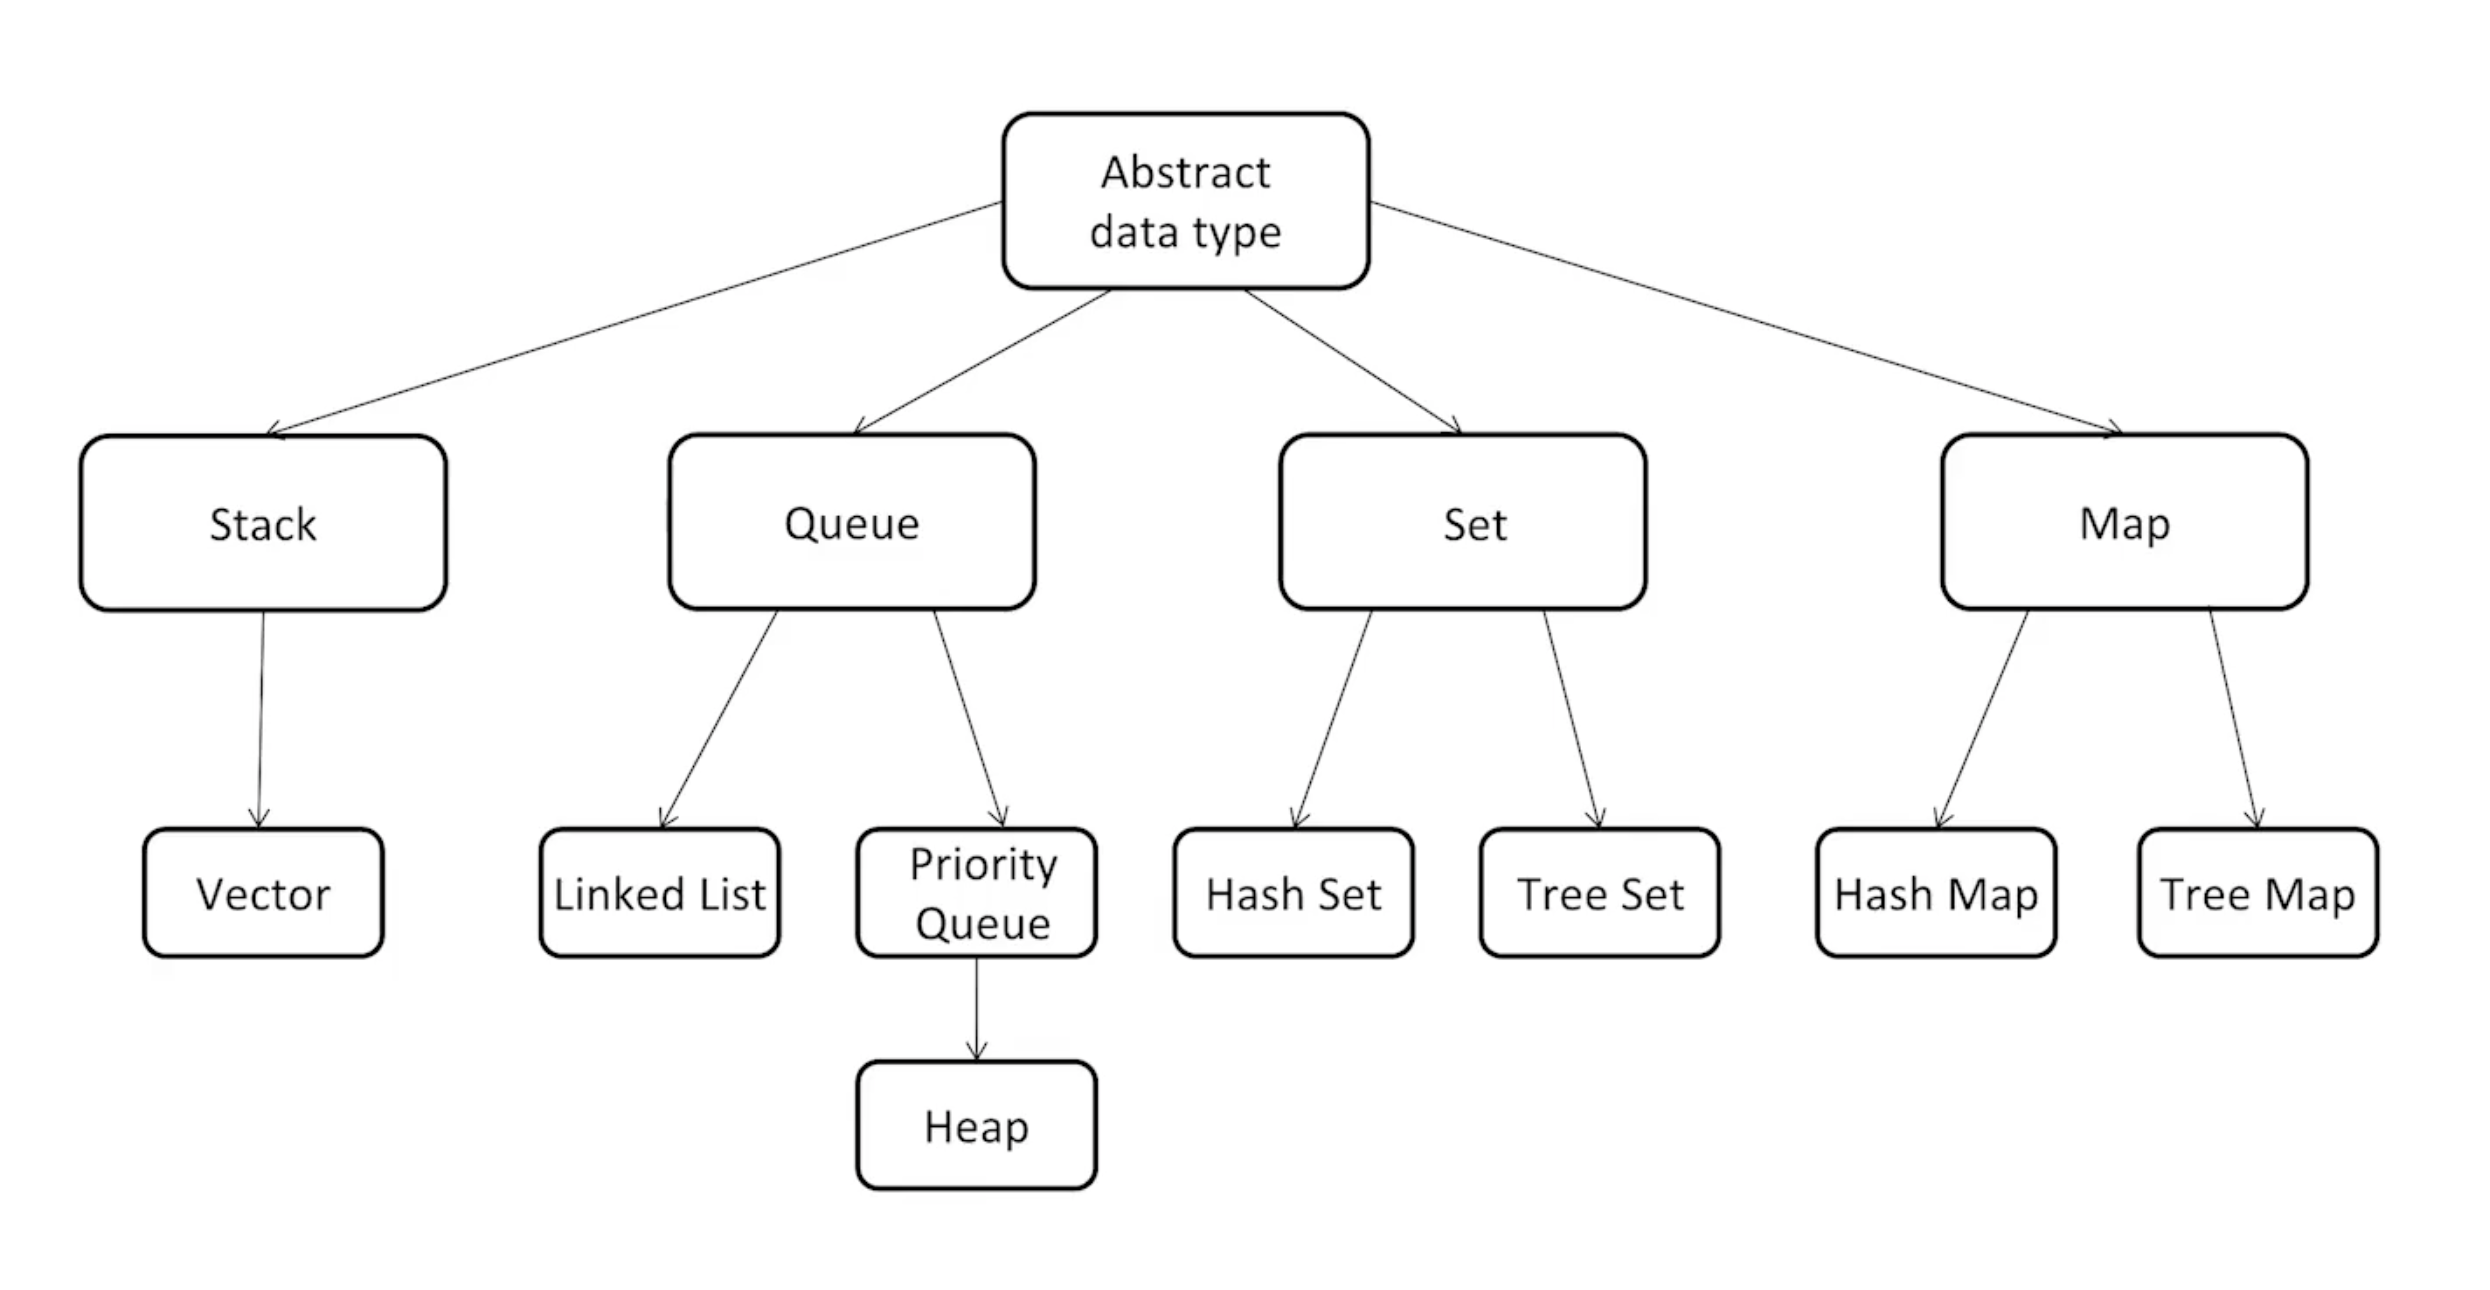 Abstract
data type
Stack
Queue
Set
Map
Vector
Linked List
Priority
Queue
Hash Set
Tree Set
Hash Map
Tree Map
Heap